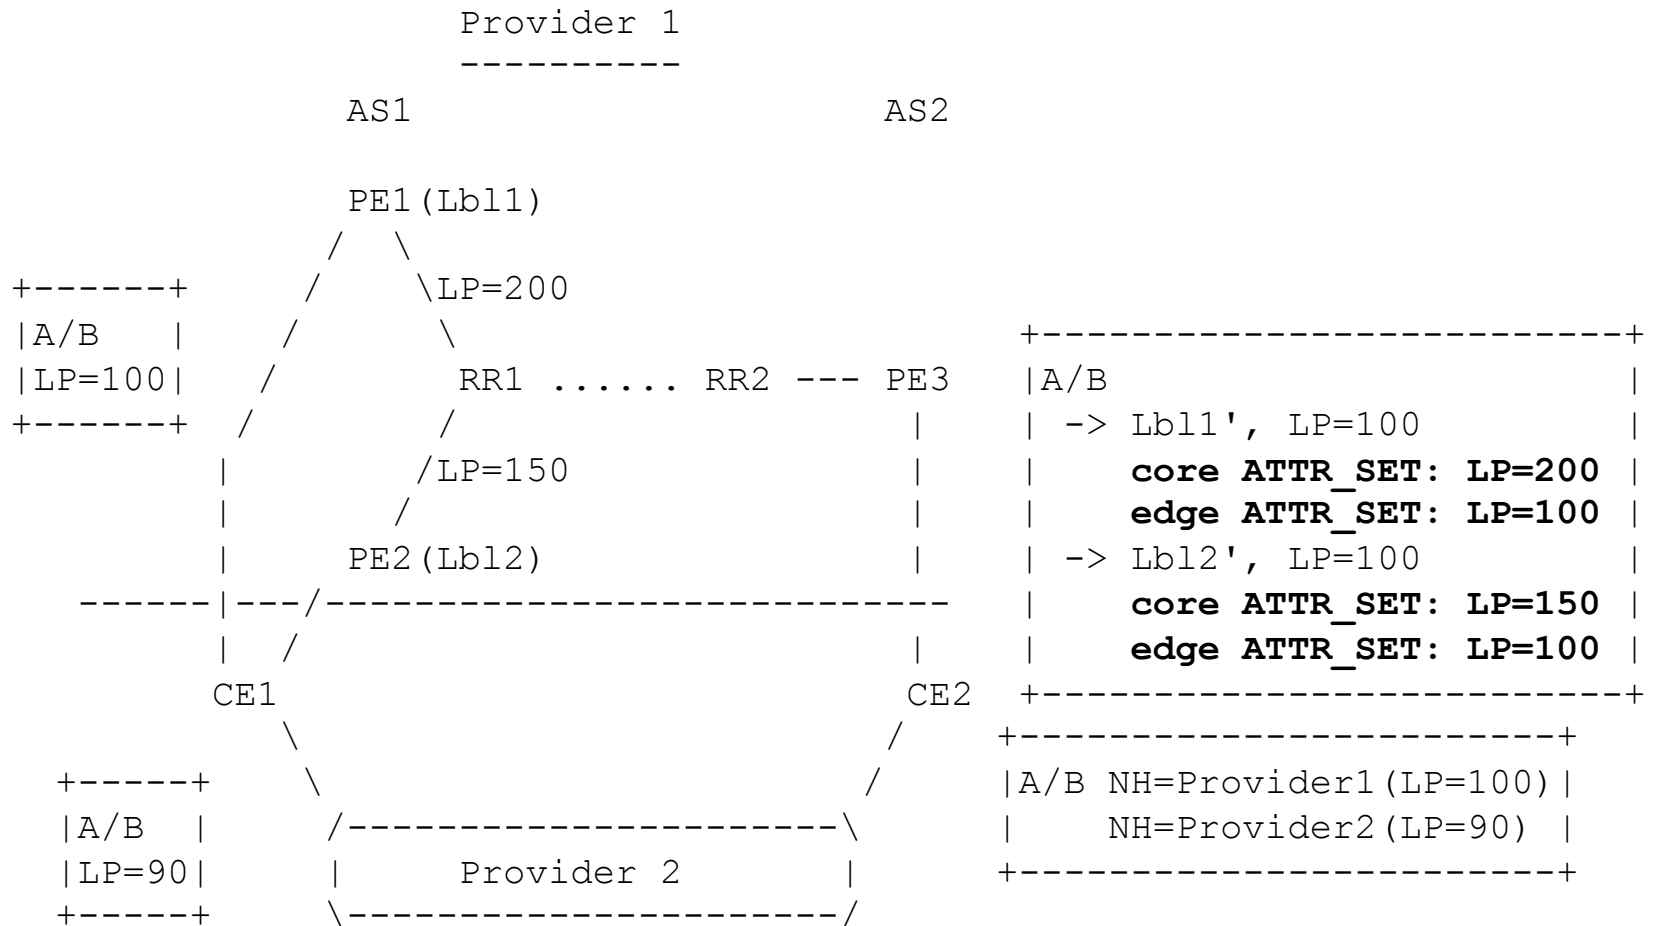 Provider 1
                    ----------
               AS1                     AS2

               PE1(Lbl1)
              /  \
+------+     /    \LP=200
|A/B   |    /      \                         +--------------------------+
|LP=100|   /        RR1 ...... RR2 --- PE3   |A/B                       |
+------+  /        /                    |    | -> Lbl1', LP=100         |
         |        /LP=150               |    |    core ATTR_SET: LP=200 |
         |       /                      |    |    edge ATTR_SET: LP=100 |
         |     PE2(Lbl2)                |    | -> Lbl2', LP=100         |
   ------|---/----------------------------   |    core ATTR_SET: LP=150 |
         |  /                           |    |    edge ATTR_SET: LP=100 |
         CE1                            CE2  +--------------------------+
            \                          /    +------------------------+
  +-----+    \                        /     |A/B NH=Provider1(LP=100)|
  |A/B  |     /----------------------\      |    NH=Provider2(LP=90) |
  |LP=90|     |     Provider 2       |      +------------------------+
  +-----+     \----------------------/